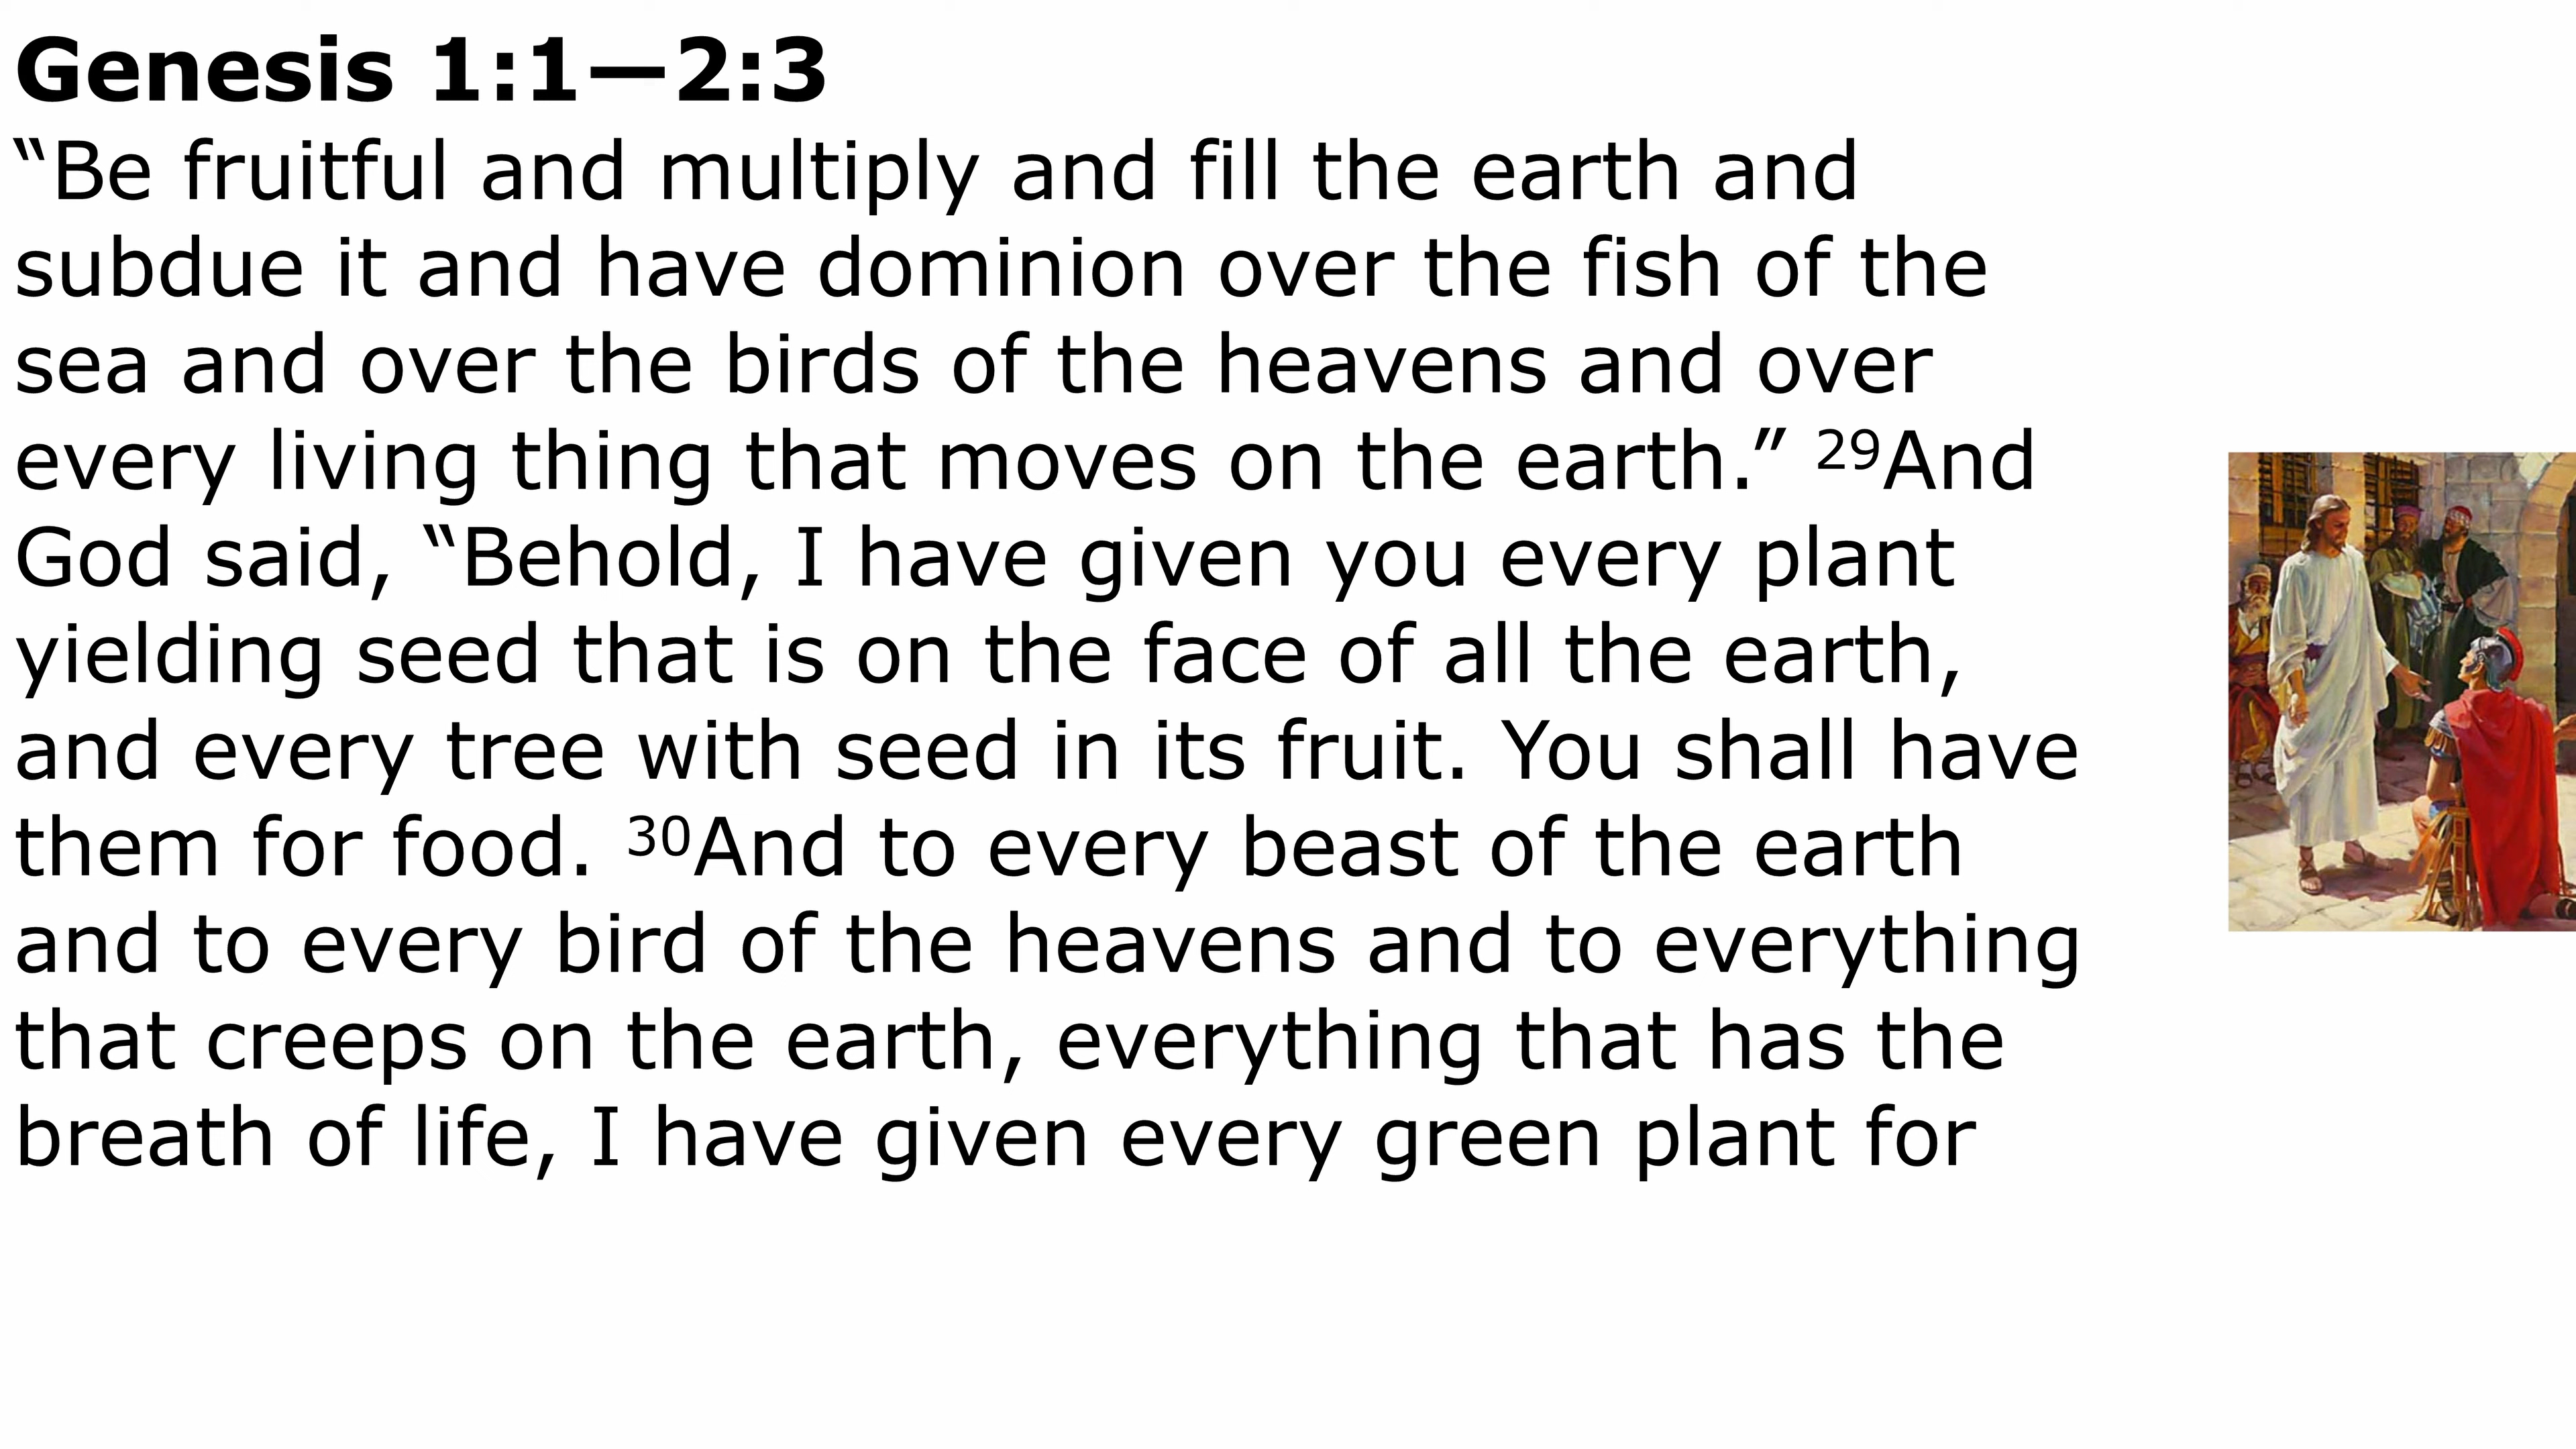 Genesis 1:1—2:3
“Be fruitful and multiply and fill the earth and
subdue it and have dominion over the fish of the
sea and over the birds of the heavens and over
every living thing that moves on the earth.” 29And
God said, “Behold, I have given you every plant
yielding seed that is on the face of all the earth,
and every tree with seed in its fruit. You shall have
them for food. 30And to every beast of the earth
and to every bird of the heavens and to everything
that creeps on the earth, everything that has the
breath of life, I have given every green plant for